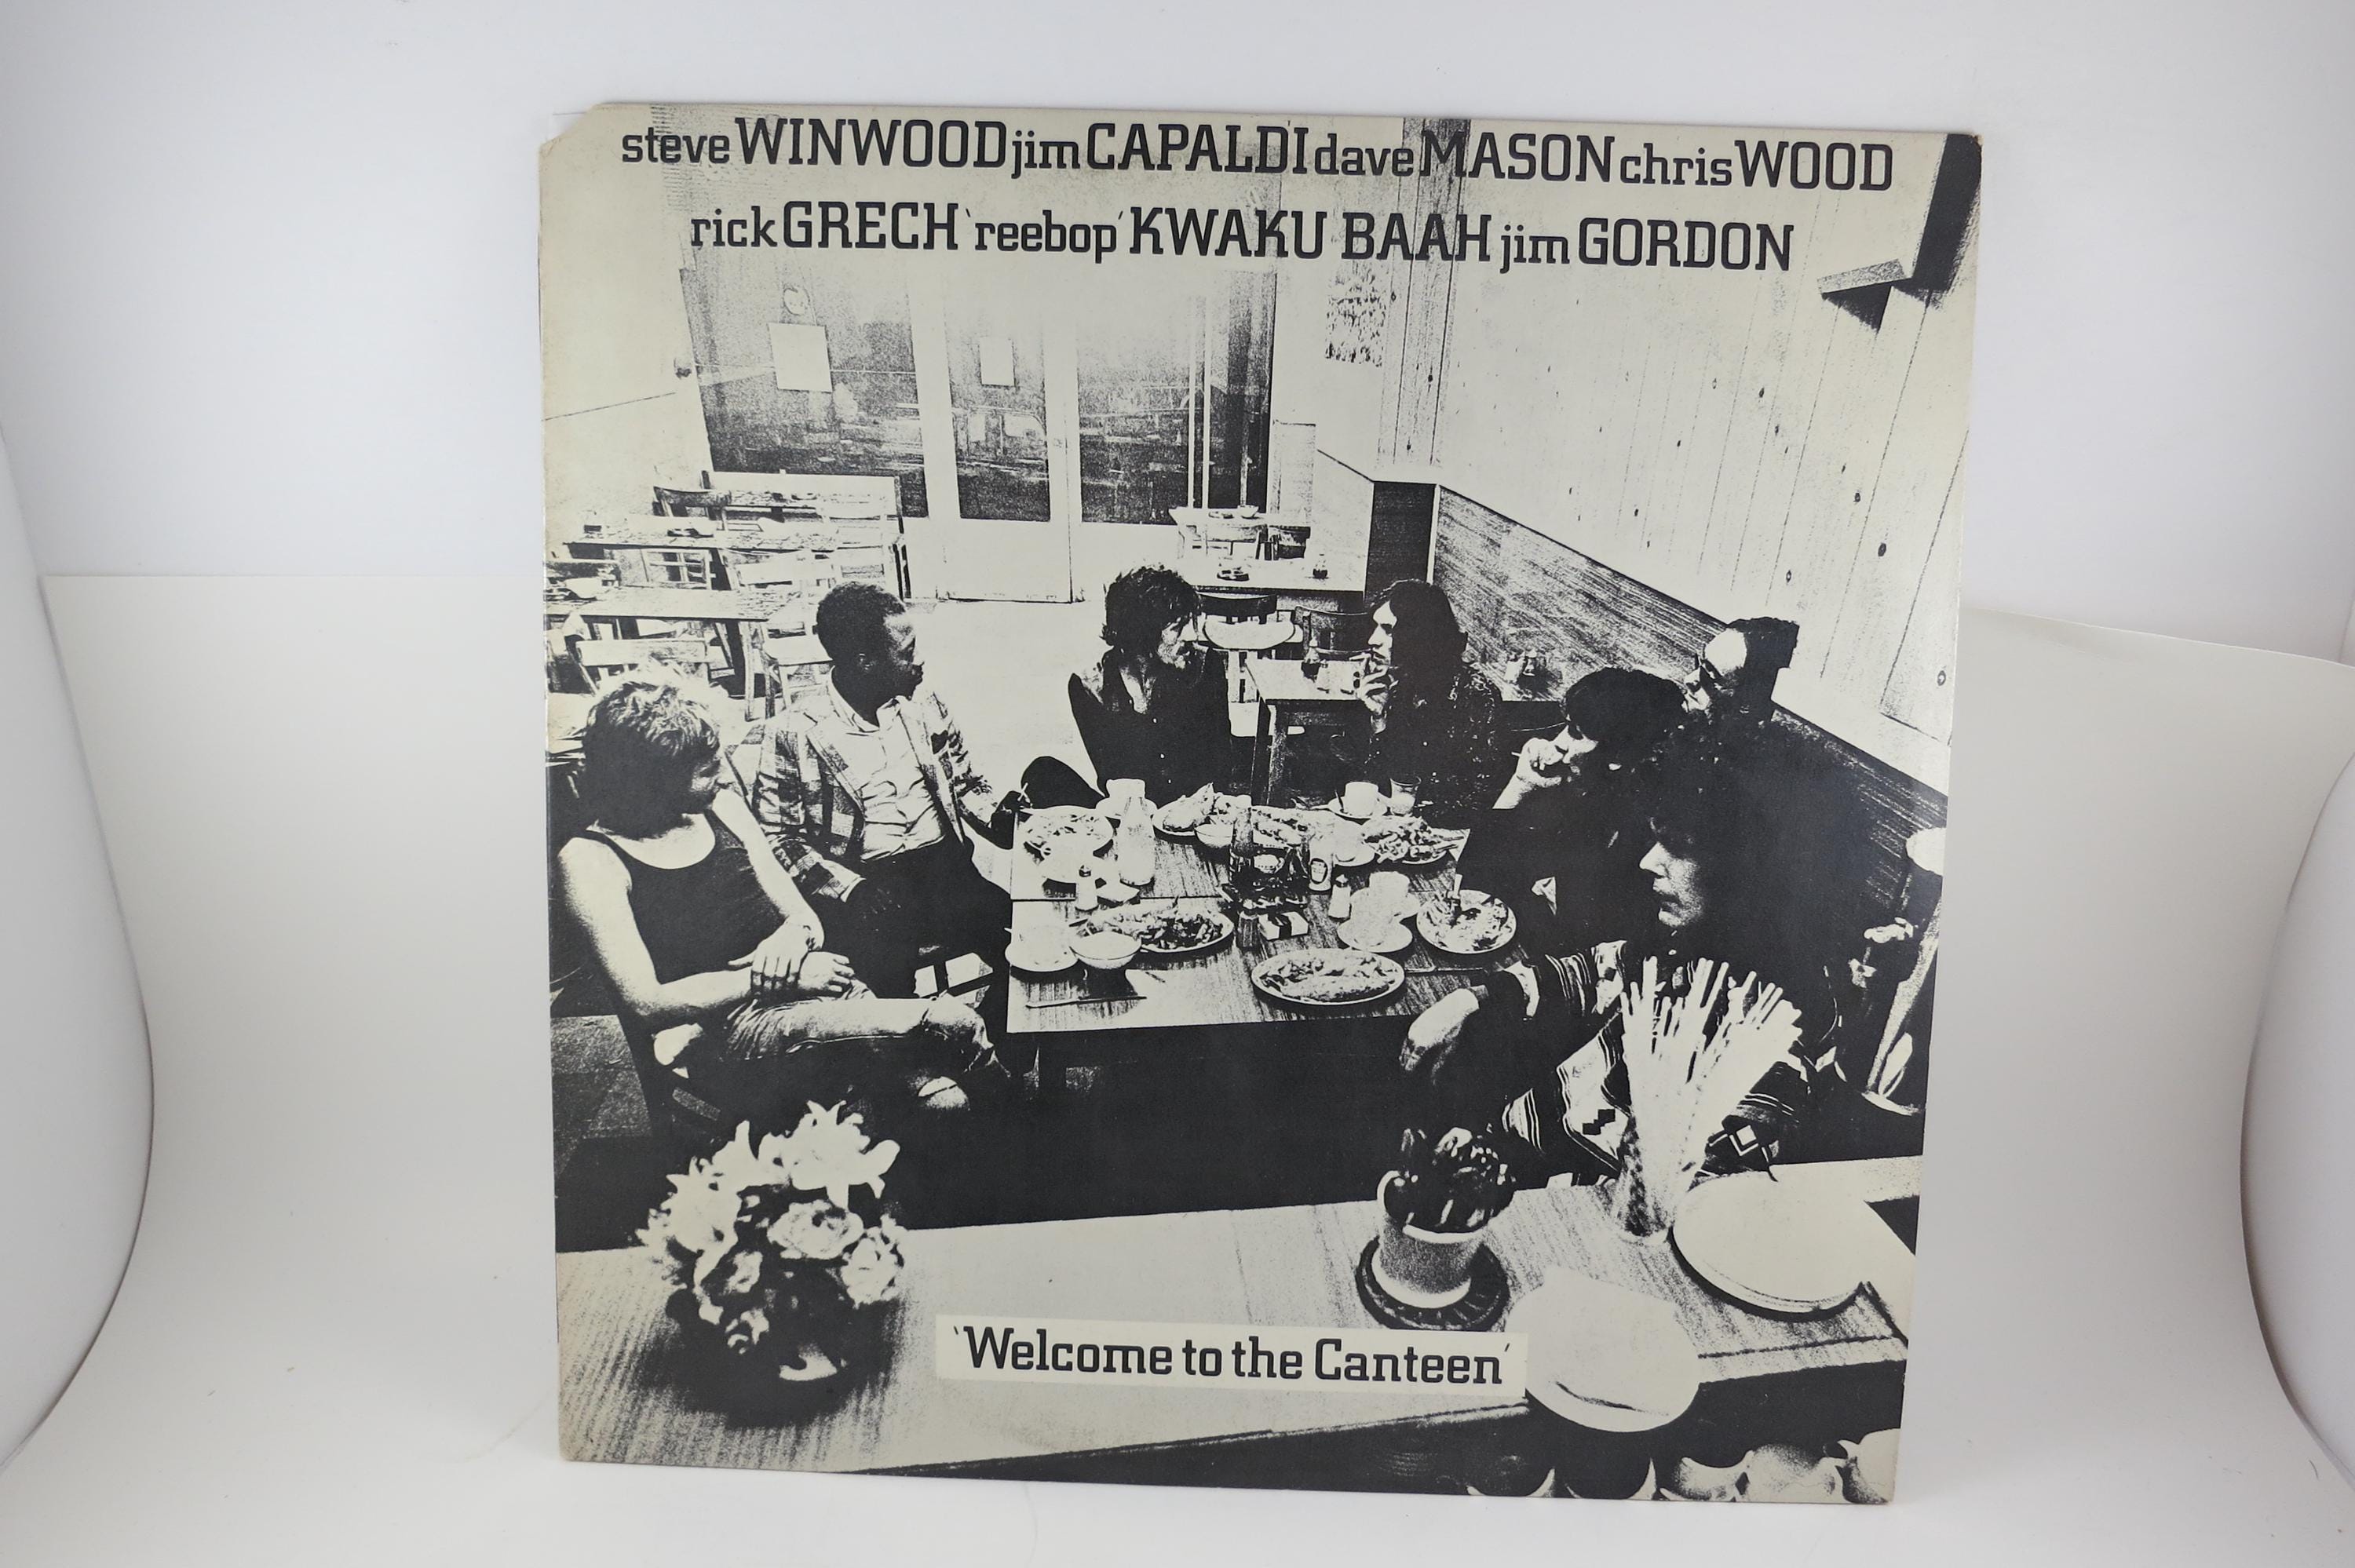 steve WINWOOD jim CAPALDI dave MASON chris WOOD
rick GRECH 'reebop' KWAKU BAAH jim GORDON
'Welcome to the Canteen'